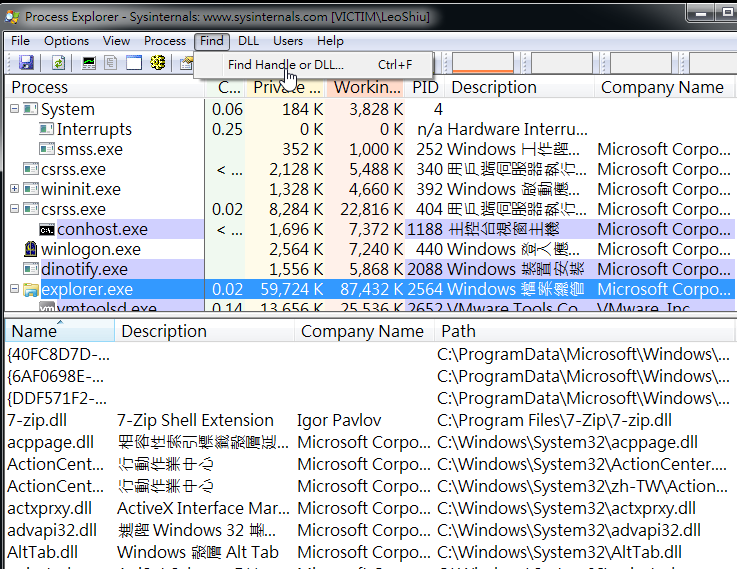 Process Explorer - Sysinternals: www.sysinternals.com [VICTIM\LeoShiu]
File Options View Process Find DLL Users Help
Find Handle or DLL... Ctrl+F
Process C... Private ... Workin... PID Description Company Name
System 0.06 184 K 3,828 K 4
Interrupts 0.25 0 K 0 K n/a Hardware Interru...
smss.exe 352 K 1,000 K 252 Windows 工作階... Microsoft Corpo...
csrss.exe < ... 2,128 K 5,488 K 340 用戶端伺服器執行... Microsoft Corpo...
wininit.exe 1,328 K 4,660 K 392 Windows 啟動應... Microsoft Corpo...
csrss.exe 0.02 8,284 K 22,816 K 404 用戶端伺服器執行... Microsoft Corpo...
conhost.exe < ... 1,696 K 7,372 K 1188 主控台視窗主機 Microsoft Corpo...
winlogon.exe 2,564 K 7,240 K 440 Windows 登入應... Microsoft Corpo...
dinotify.exe 1,556 K 5,868 K 2088 Windows 裝置安裝 Microsoft Corpo...
explorer.exe 0.02 59,724 K 87,432 K 2564 Windows 檔案總管 Microsoft Corpo...
vmtoolsd.exe 0.14 13,656 K 25,536 K 2652 VMware Tools Co... VMware, Inc.
Name Description Company Name Path
{40FC8D7D-... C:\ProgramData\Microsoft\Windows\...
{6AF0698E-... C:\ProgramData\Microsoft\Windows\...
{DDF571F2-... C:\ProgramData\Microsoft\Windows\...
7-zip.dll 7-Zip Shell Extension Igor Pavlov C:\Program Files\7-Zip\7-zip.dll
acppage.dll 相容性索引標籤殼層延... Microsoft Corpo... C:\Windows\System32\acppage.dll
ActionCent... 行動作業中心 Microsoft Corpo... C:\Windows\System32\ActionCenter....
ActionCent... 行動作業中心 Microsoft Corpo... C:\Windows\System32\zh-TW\Action...
actxprxy.dll ActiveX Interface Mar... Microsoft Corpo... C:\Windows\System32\actxprxy.dll
advapi32.dll 進階 Windows 32 基... Microsoft Corpo... C:\Windows\System32\advapi32.dll
AltTab.dll Windows 殼層 Alt Tab Microsoft Corpo... C:\Windows\System32\AltTab.dll